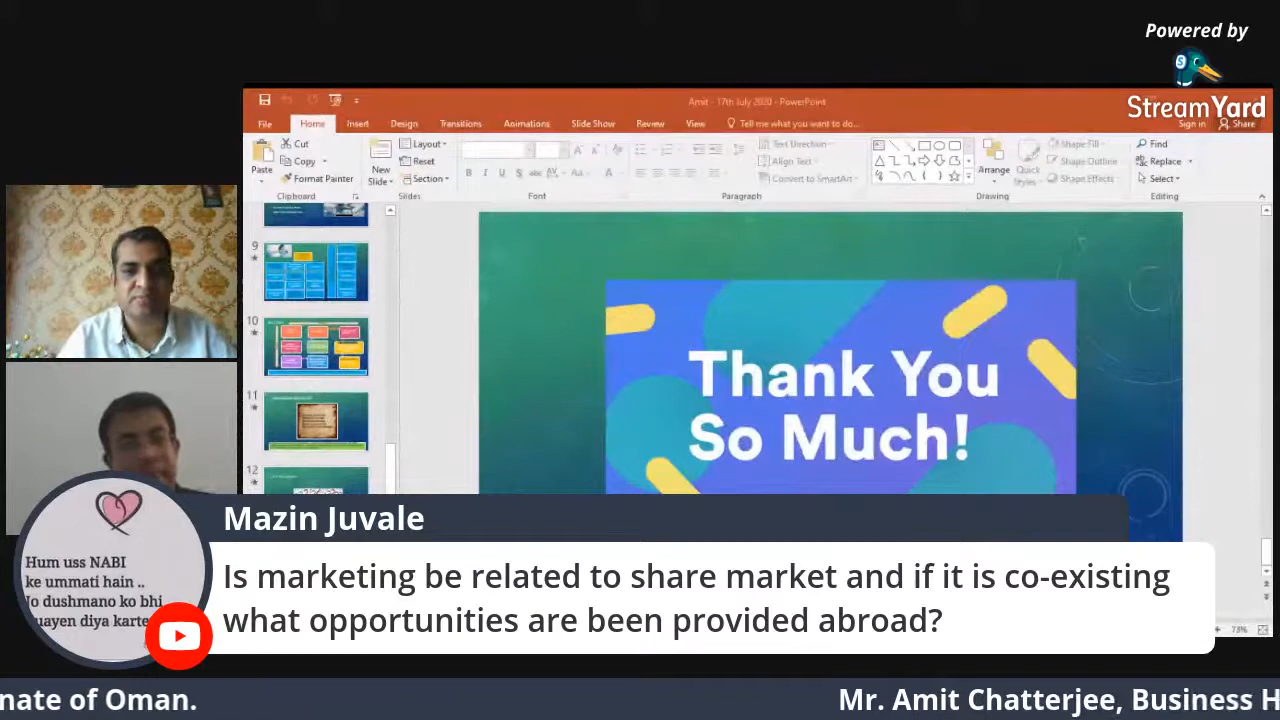 Powered by
StreamYard
Amit - 17th July 2020 - PowerPoint
File Home Insert Design Transitions Animations Slide Show Review View Tell me what you want to do... Sign in Share
Cut
Copy
Format Painter
Paste
Clipboard
New
Slide
Layout
Reset
Section
Slides
Font
Text Direction
Align Text
Convert to SmartArt
Paragraph
Arrange
Quick
Styles
Shape Fill
Shape Outline
Shape Effects
Drawing
Find
Replace
Select
Editing
9
10
11
12
Thank You
So Much!
73%
Mazin Juvale
Is marketing be related to share market and if it is co-existing
what opportunities are been provided abroad?
Hum uss NABI
ke ummati hain ..
Jo dushmano ko bhi
diya karte
nate of Oman. Mr. Amit Chatterjee, Business H